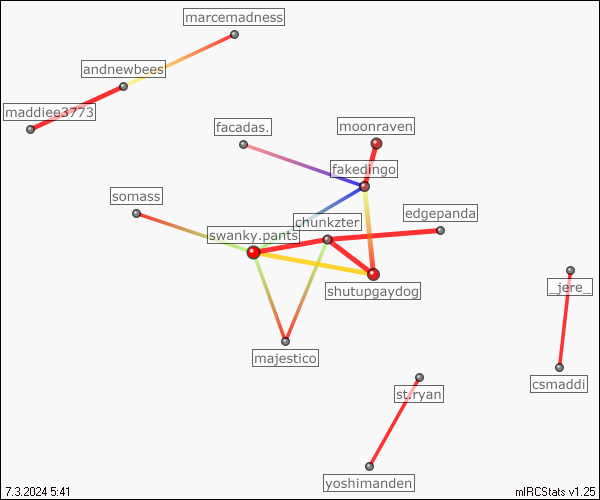 marcemadness
andnewbees
maddiee3773
facadas.
moonraven
fakedingo
somass
edgepanda
chunkzter
swanky.pants
_jere_
shutupgaydog
majestico
csmaddi
st.ryan
yoshimanden
7.3.2024 5:41
mIRCStats v1.25